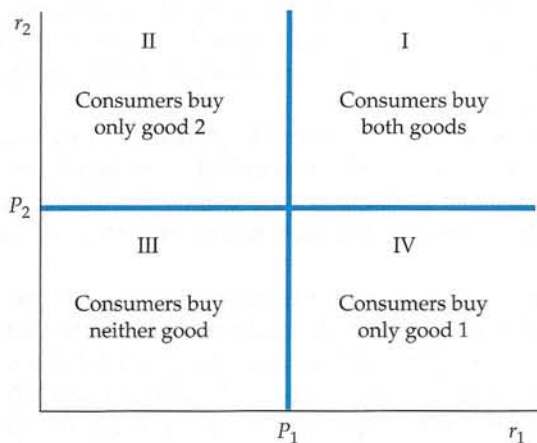 r2
II
I
Consumers buy
only good 2
Consumers buy
both goods
P2
III
IV
Consumers buy
neither good
Consumers buy
only good 1
P1
r1